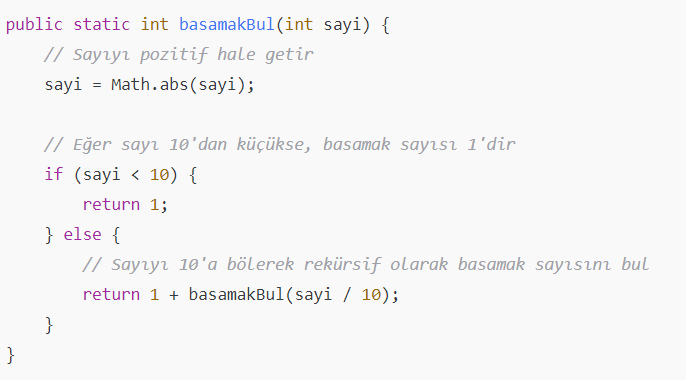 public static int basamakBul(int sayi) {
    // Sayıyı pozitif hale getir
    sayi = Math.abs(sayi);

    // Eğer sayı 10'dan küçükse, basamak sayısı 1'dir
    if (sayi < 10) {
        return 1;
    } else {
        // Sayıyı 10'a bölerek rekürsif olarak basamak sayısını bul
        return 1 + basamakBul(sayi / 10);
    }
}